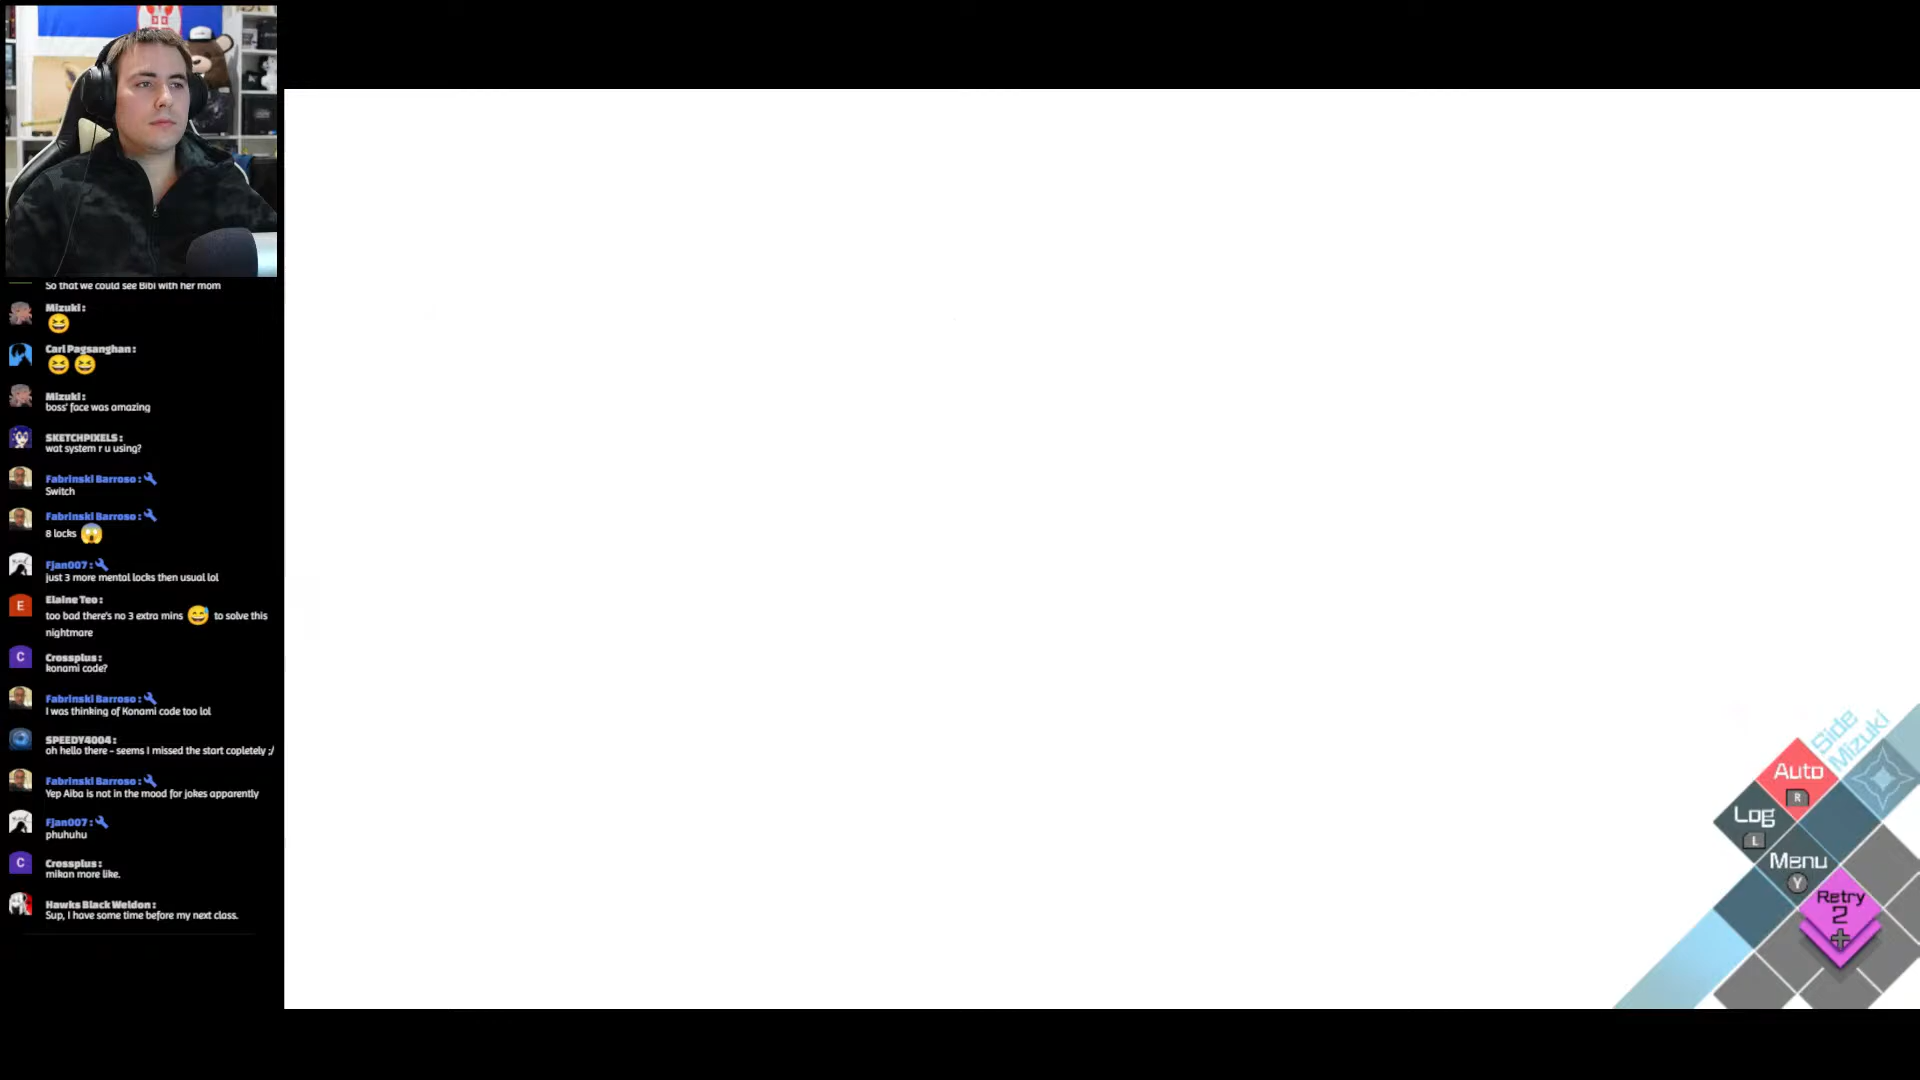 So that we could see Bibi with her mom
Mizuki :
Carl Pagsanghan :
Mizuki :
boss' face was amazing
SKETCHPIXELS :
wat system r u using?
Fabrinski Barroso :
Switch
Fabrinski Barroso :
8 locks
Fjan007 :
just 3 more mental locks then usual lol
E
Elaine Teo :
too bad there's no 3 extra mins to solve this
nightmare
C
Crossplus :
konami code?
Fabrinski Barroso :
I was thinking of Konami code too lol
SPEEDY4004 :
oh hello there - seems I missed the start copletely ;/
Fabrinski Barroso :
Yep Aiba is not in the mood for jokes apparently
Fjan007 :
phuhuhu
C
Crossplus :
mikan more like.
Hawks Black Weldon :
Sup, I have some time before my next class.
Side
Mizuki
Auto
R
Log
L
Menu
Y
Retry
2
+